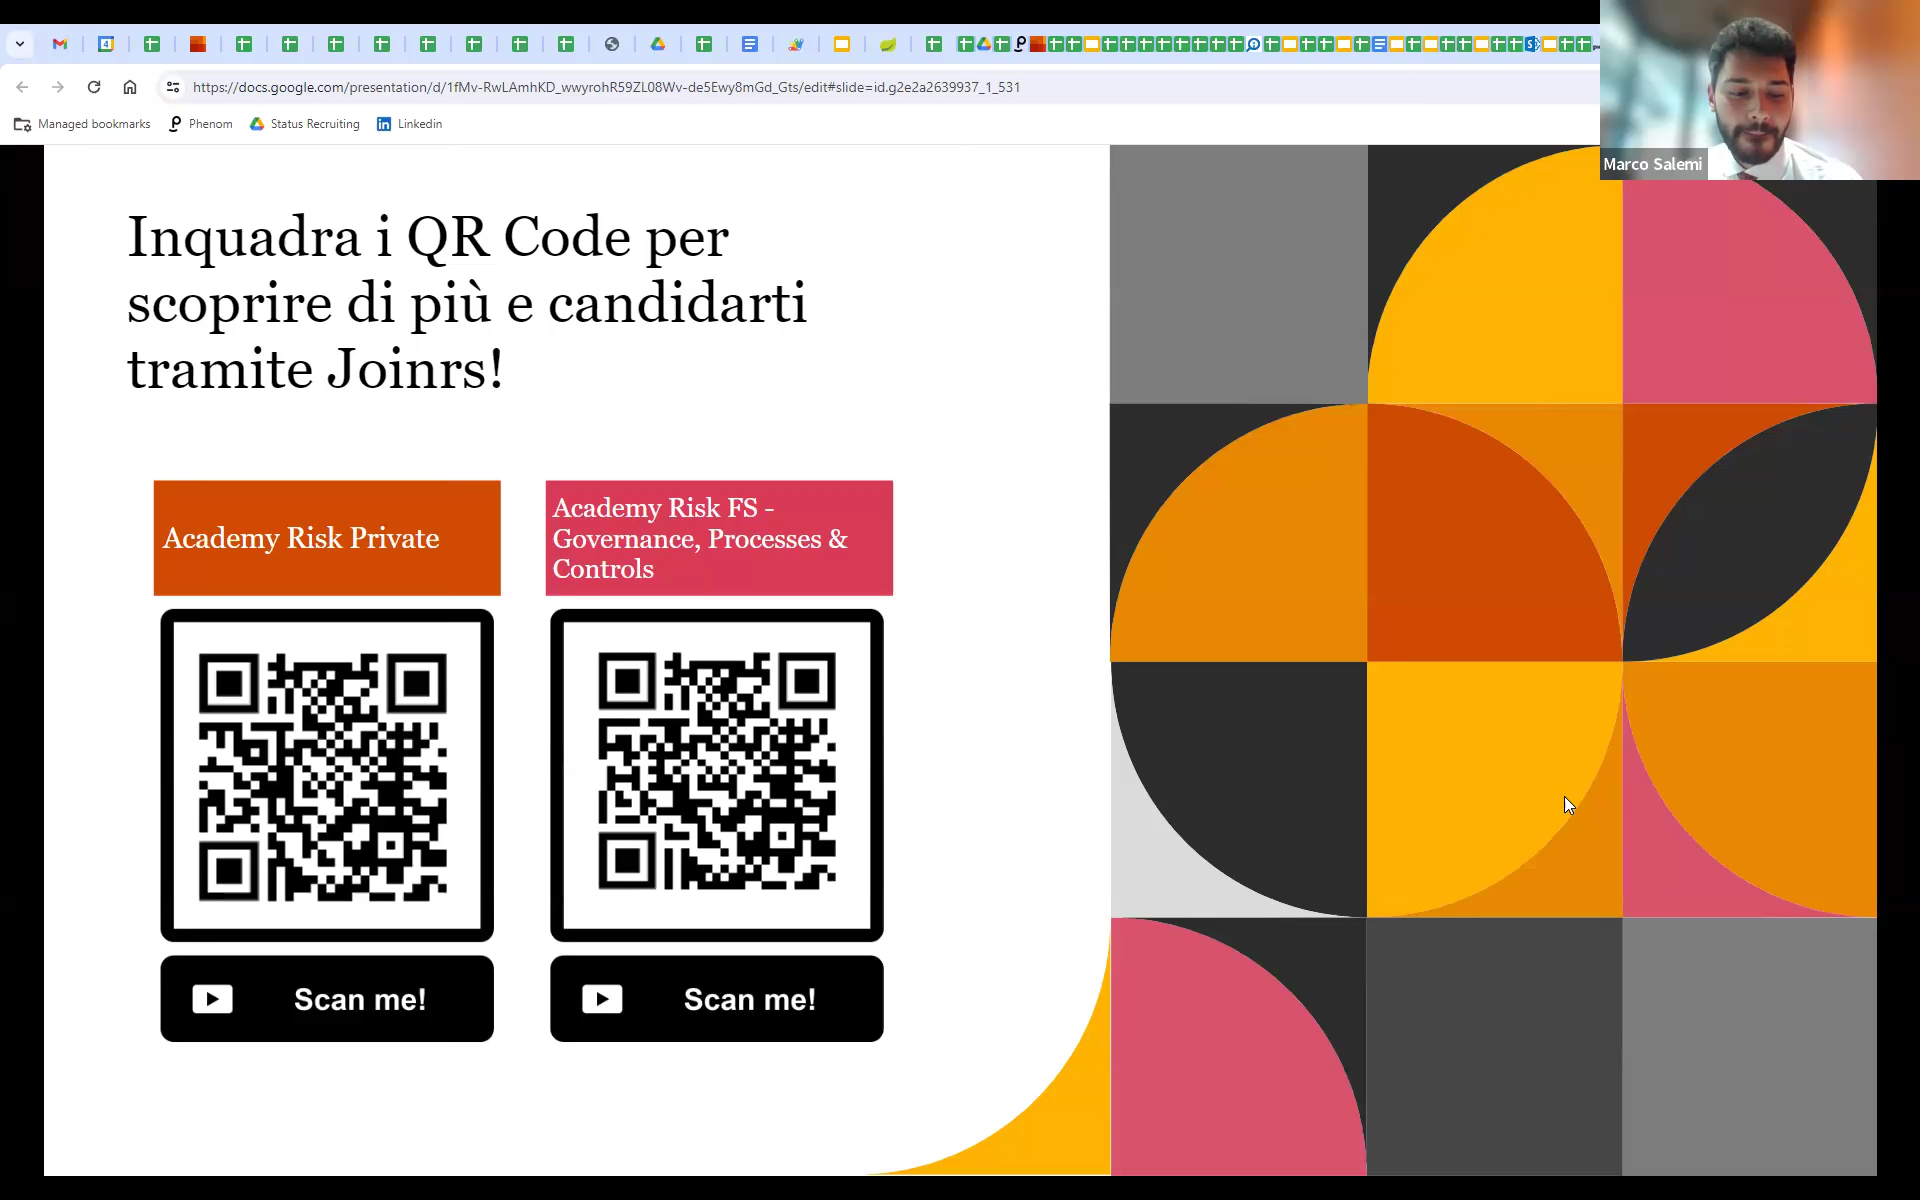 https://docs.google.com/presentation/d/1fMv-RwLAmhKD_wwyrohR59ZL08Wv-de5Ewy8mGd_Gts/edit#slide=id.g2e2a2639937_1_531
Managed bookmarks
Phenom
Status Recruiting
Linkedin
Marco Salemi
Inquadra i QR Code per
scoprire di più e candidarti
tramite Joinrs!
Academy Risk Private
Academy Risk FS -
Governance, Processes &
Controls
Scan me!
Scan me!